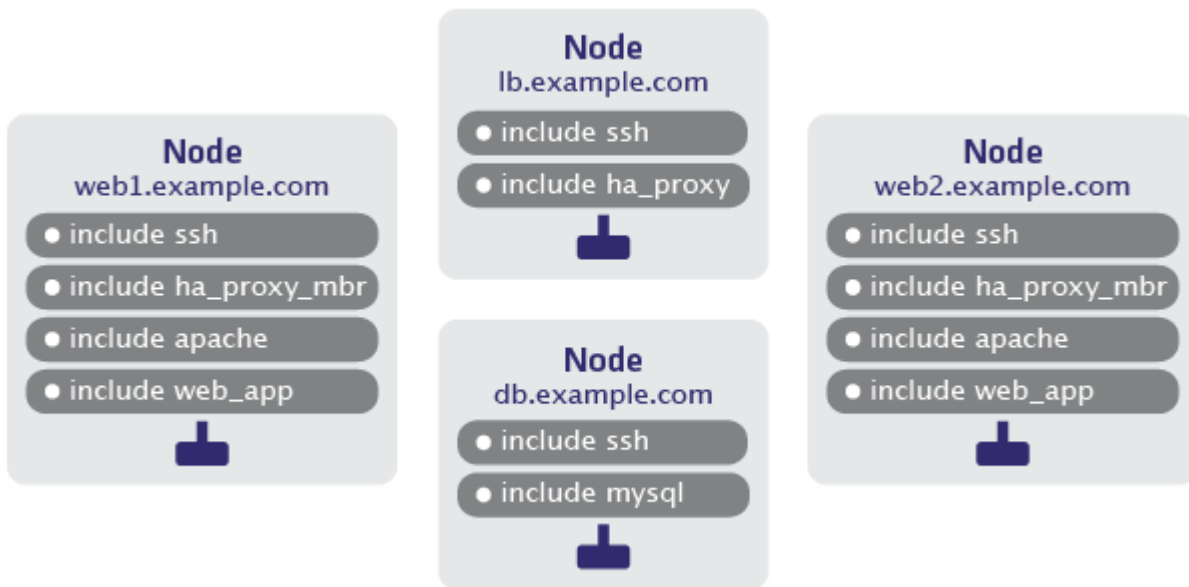 Node
web1.example.com
include ssh
include ha_proxy_mbr
include apache
include web_app
Node
lb.example.com
include ssh
include ha_proxy
Node
db.example.com
include ssh
include mysql
Node
web2.example.com
include ssh
include ha_proxy_mbr
include apache
include web_app